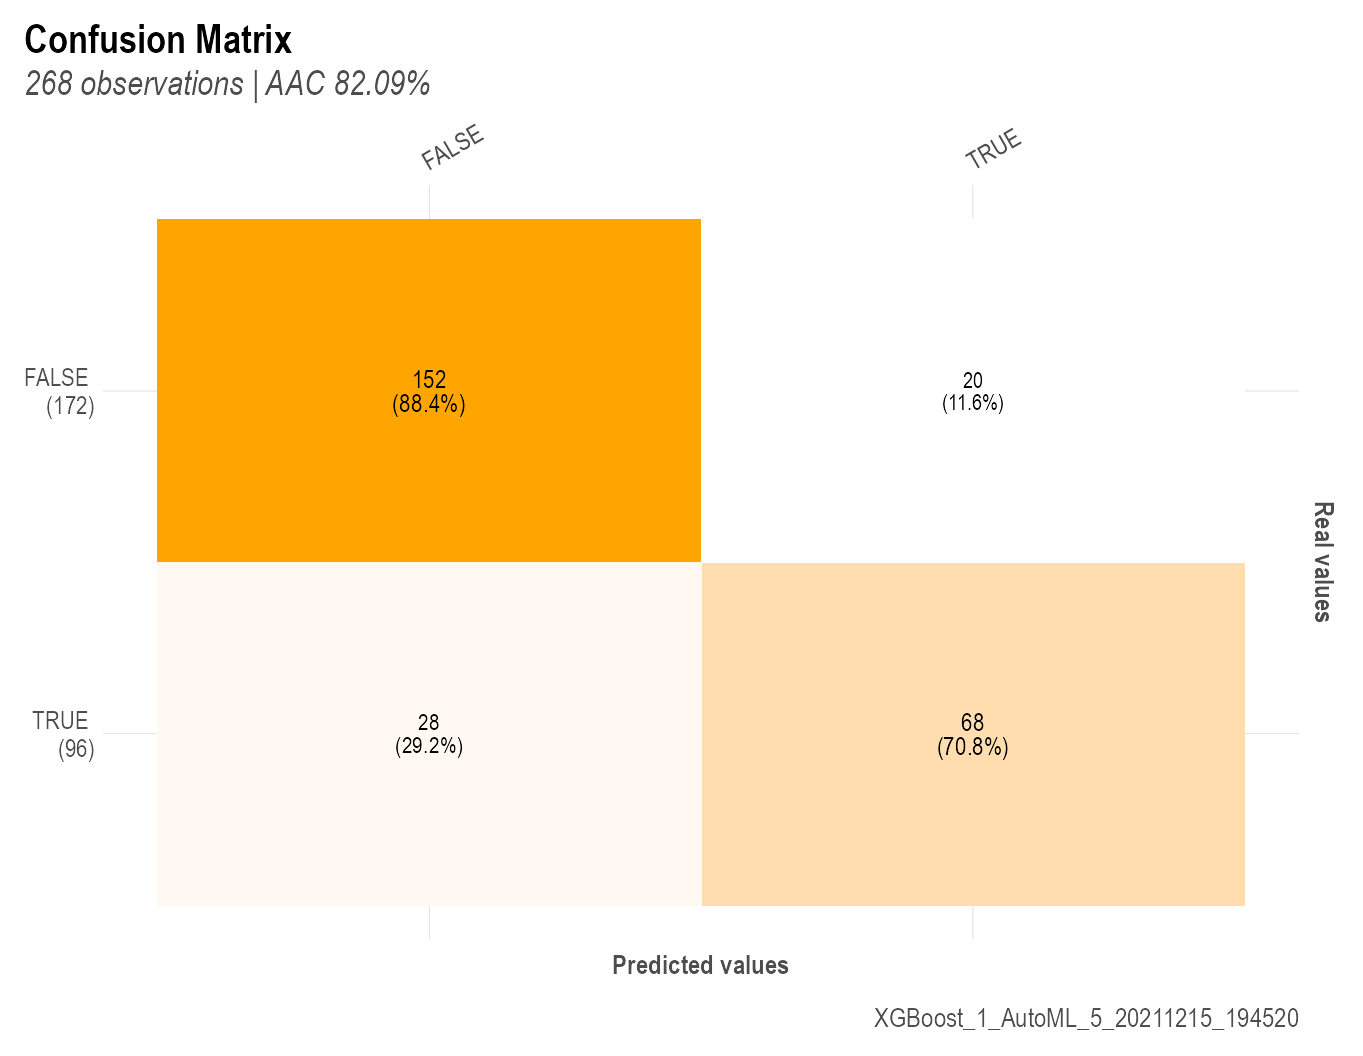 Confusion Matrix
268 observations | AAC 82.09%
FALSE
TRUE
FALSE
(172)
152
(88.4%)
20
(11.6%)
Real values
TRUE
(96)
28
(29.2%)
68
(70.8%)
Predicted values
XGBoost_1_AutoML_5_20211215_194520